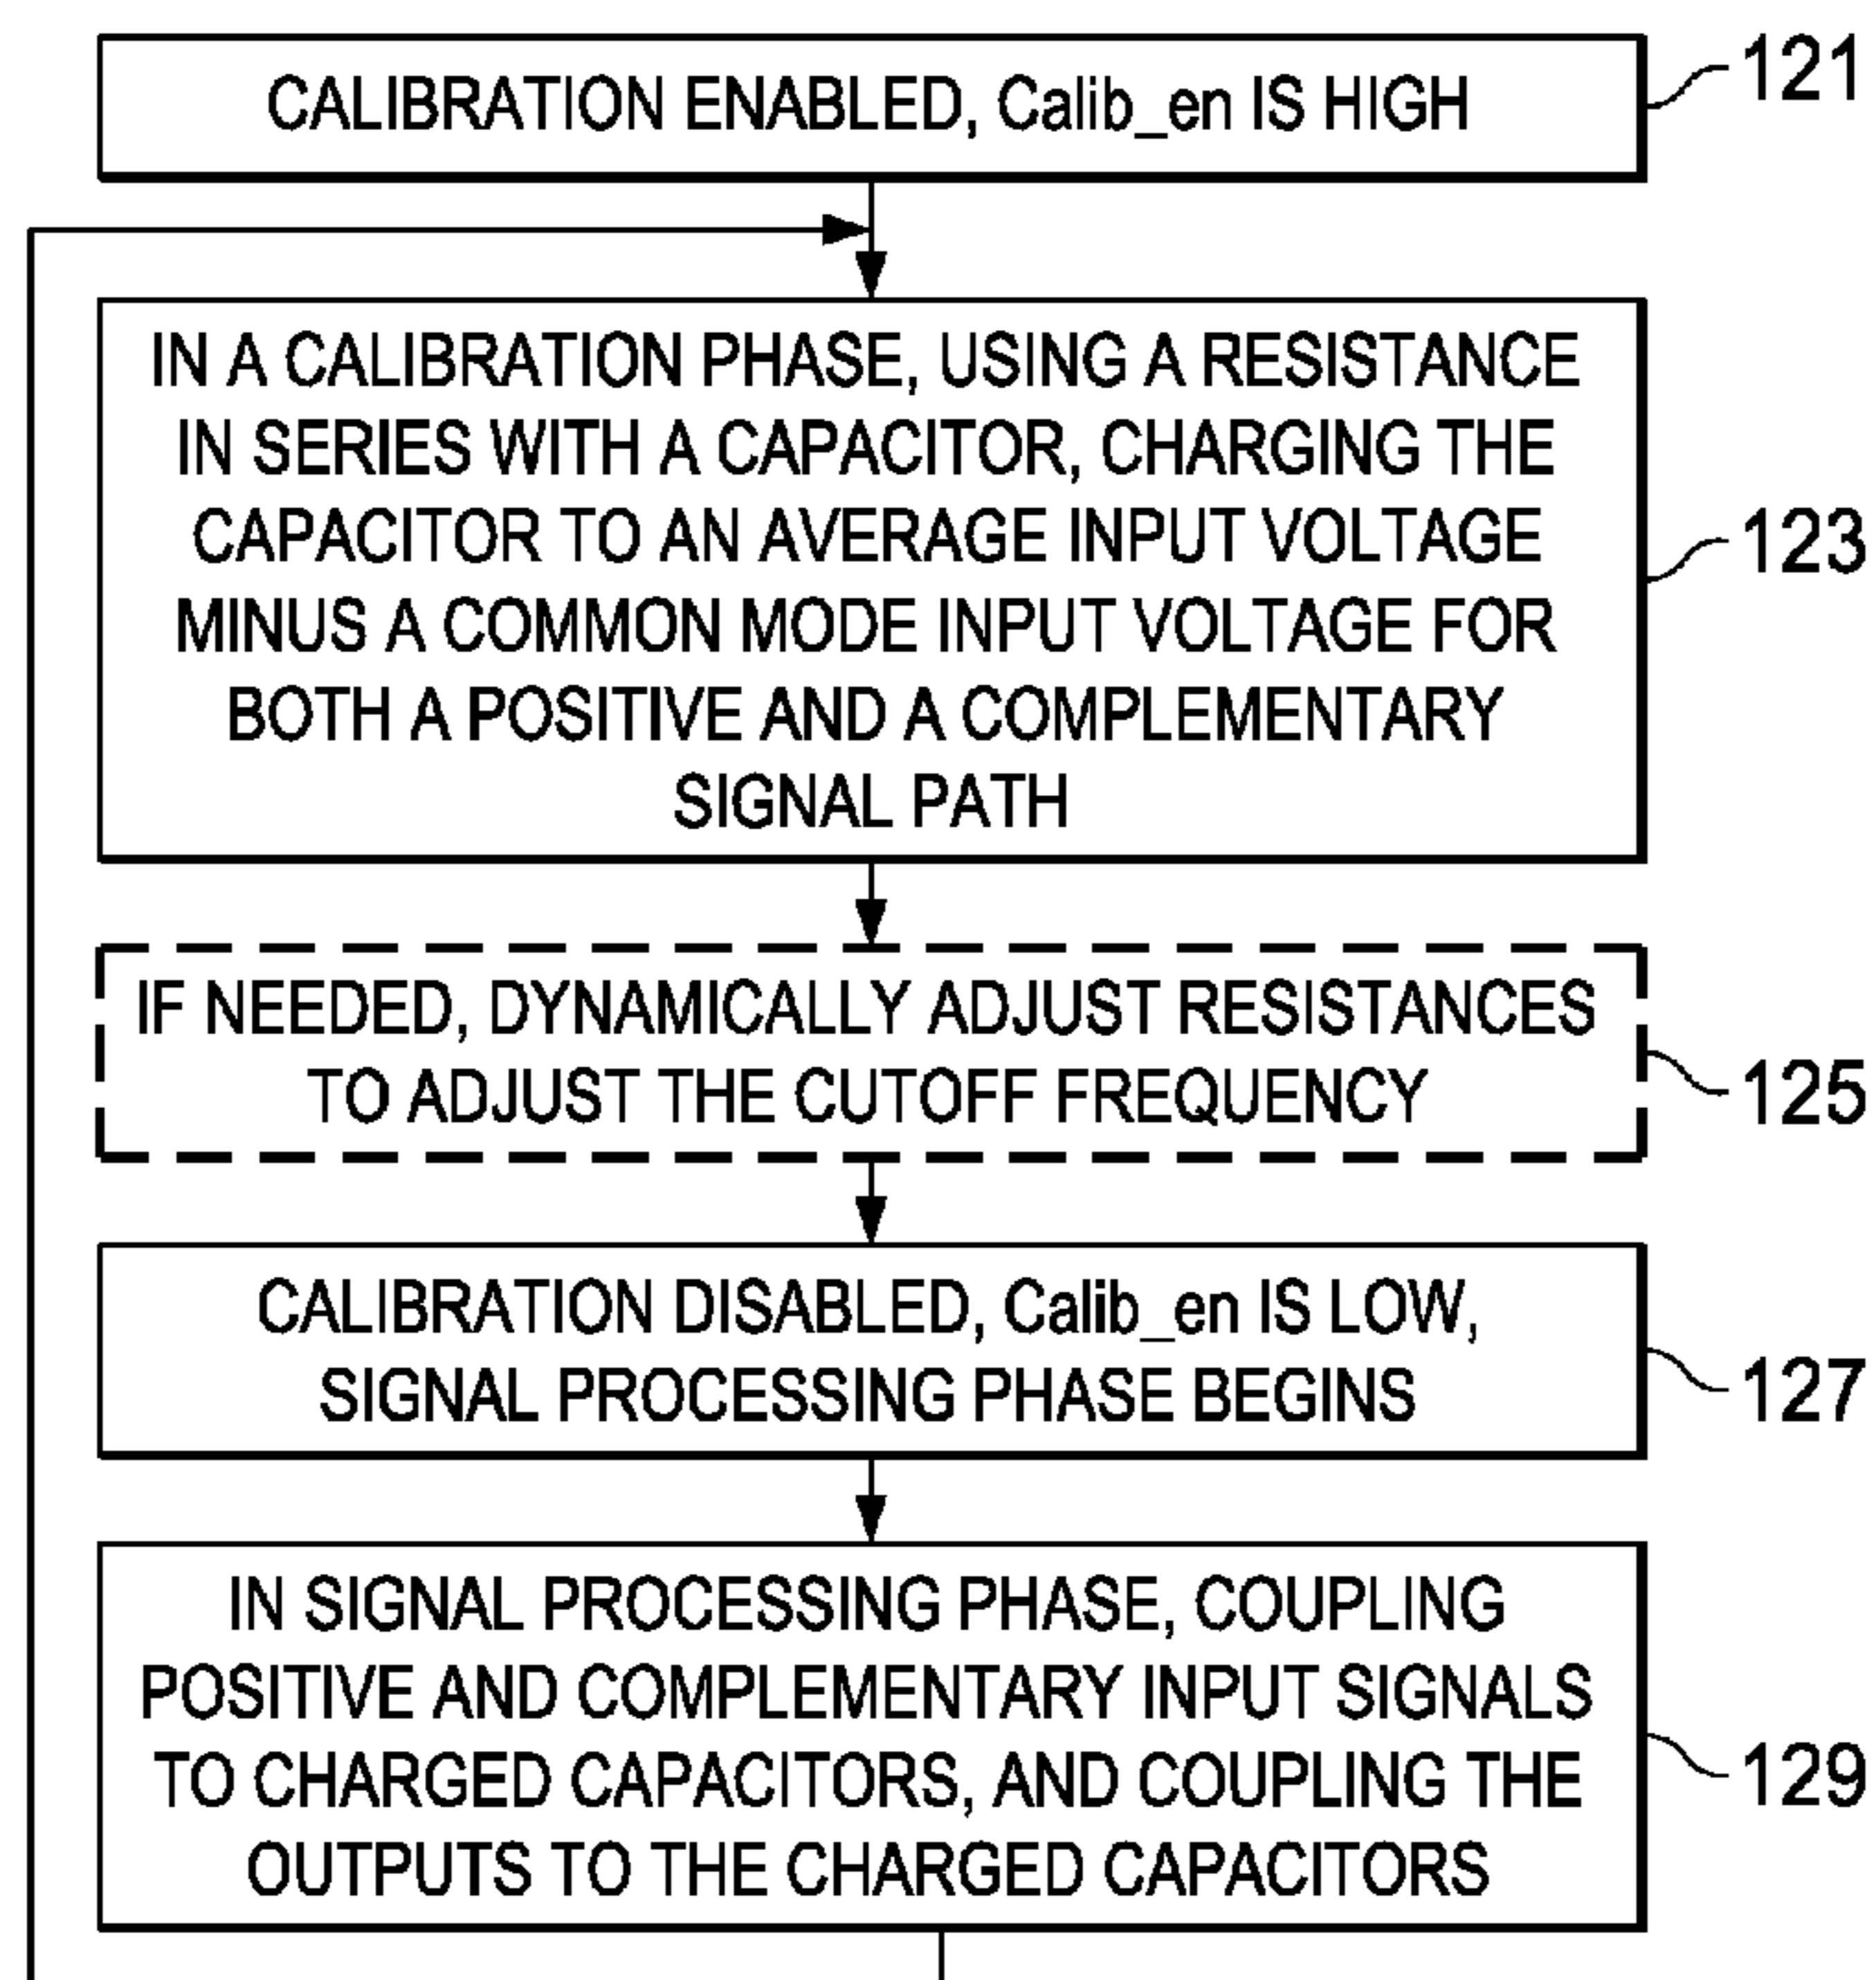 CALIBRATION ENABLED, Calib_en IS HIGH
121
IN A CALIBRATION PHASE, USING A RESISTANCE
IN SERIES WITH A CAPACITOR, CHARGING THE
CAPACITOR TO AN AVERAGE INPUT VOLTAGE
MINUS A COMMON MODE INPUT VOLTAGE FOR
BOTH A POSITIVE AND A COMPLEMENTARY
SIGNAL PATH
123
IF NEEDED, DYNAMICALLY ADJUST RESISTANCES
TO ADJUST THE CUTOFF FREQUENCY
125
CALIBRATION DISABLED, Calib_en IS LOW,
SIGNAL PROCESSING PHASE BEGINS
127
IN SIGNAL PROCESSING PHASE, COUPLING
POSITIVE AND COMPLEMENTARY INPUT SIGNALS
TO CHARGED CAPACITORS, AND COUPLING THE
OUTPUTS TO THE CHARGED CAPACITORS
129